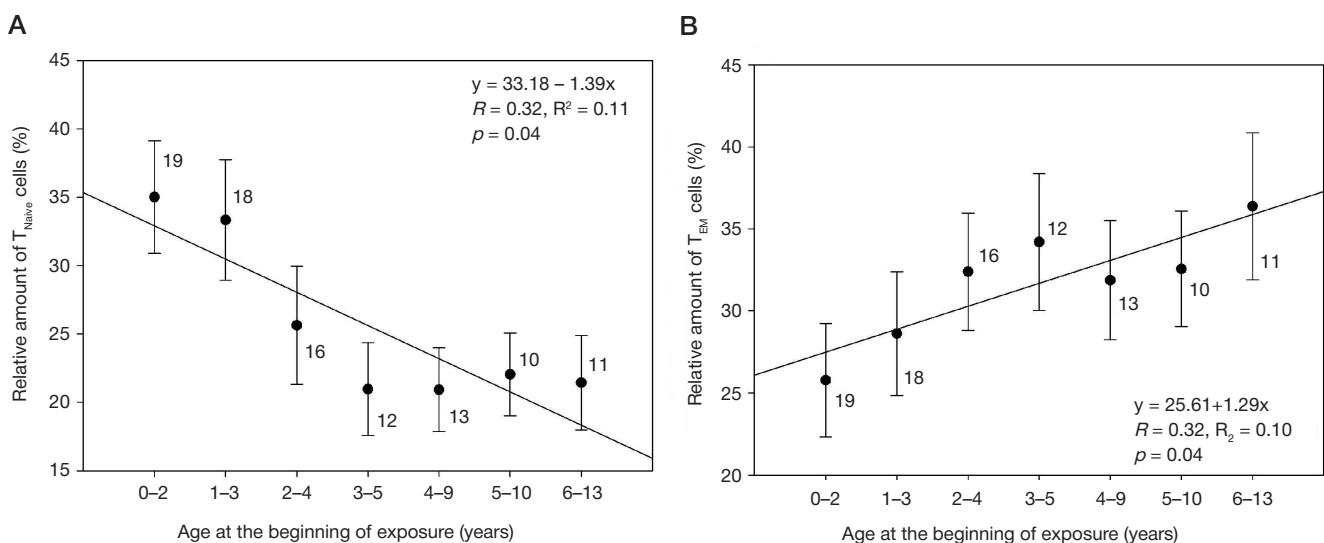 A
45
40
35
30
25
20
15
Relative amount of T_Naive cells (%)
y = 33.18 – 1.39x
R = 0.32, R² = 0.11
p = 0.04
19
18
16
12
13
10
11
0–2 1–3 2–4 3–5 4–9 5–10 6–13
Age at the beginning of exposure (years)
B
45
40
35
30
25
20
Relative amount of T_EM cells (%)
19
18
16
12
13
10
11
y = 25.61+1.29x
R = 0.32, R₂ = 0.10
p = 0.04
0–2 1–3 2–4 3–5 4–9 5–10 6–13
Age at the beginning of exposure (years)